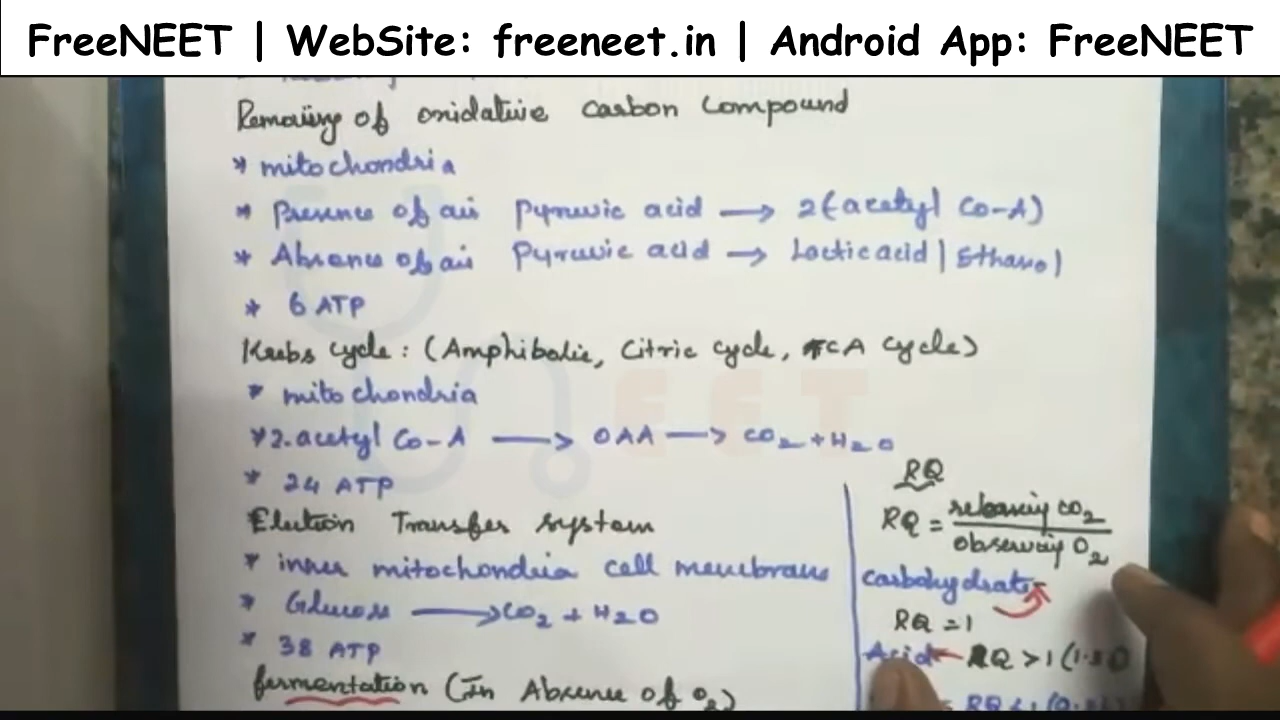 FreeNEET | WebSite: freeneet.in | Android App: FreeNEET
of oxidative carbon Compound
* mitochondria
* Presence of air Pyruvic acid → 2(acetyl Co-A)
* Absence of air Pyruvic acid → Lactic acid | Ethanol
* 6 ATP
Krebs cycle: (Amphibolic, Citric cycle, TCA cycle)
* mitochondria
* 2. acetyl Co-A → OAA → CO2 + H2O
* 24 ATP
Electron Transfer system
* inner mitochondria cell membrane
* Glucose → CO2 + H2O
* 38 ATP
fermentation (In Absence of O2)
RQ
RQ = CO2
O2
Carbohydrate
RQ = 1
Acid RQ > 1
EET